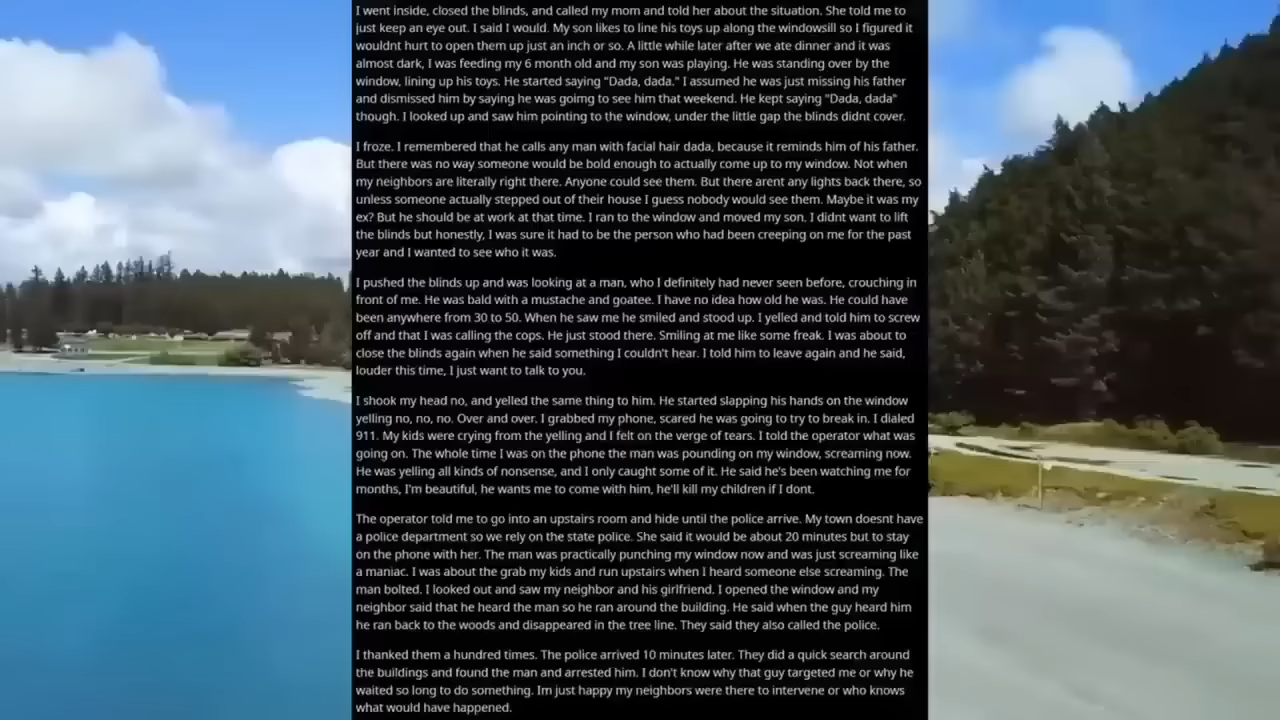 I went inside, closed the blinds, and called my mom and told her about the situation. She told me to
just keep an eye out. I said I would. My son likes to line his toys up along the windowsill so I figured it
wouldnt hurt to open them up just an inch or so. A little while later after we ate dinner and it was
almost dark, I was feeding my 6 month old and my son was playing. He was standing over by the
window, lining up his toys. He started saying "Dada, dada." I assumed he was just missing his father
and dismissed him by saying he was goimg to see him that weekend. He kept saying "Dada, dada"
though. I looked up and saw him pointing to the window, under the little gap the blinds didnt cover.
I froze. I remembered that he calls any man with facial hair dada, because it reminds him of his father.
But there was no way someone would be bold enough to actually come up to my window. Not when
my neighbors are literally right there. Anyone could see them. But there arent any lights back there, so
unless someone actually stepped out of their house I guess nobody would see them. Maybe it was my
ex? But he should be at work at that time. I ran to the window and moved my son. I didnt want to lift
the blinds but honestly, I was sure it had to be the person who had been creeping on me for the past
year and I wanted to see who it was.
I pushed the blinds up and was looking at a man, who I definitely had never seen before, crouching in
front of me. He was bald with a mustache and goatee. I have no idea how old he was. He could have
been anywhere from 30 to 50. When he saw me he smiled and stood up. I yelled and told him to screw
off and that I was calling the cops. He just stood there. Smiling at me like some freak. I was about to
close the blinds again when he said something I couldn't hear. I told him to leave again and he said,
louder this time, I just want to talk to you.
I shook my head no, and yelled the same thing to him. He started slapping his hands on the window
yelling no, no, no. Over and over. I grabbed my phone, scared he was going to try to break in. I dialed
911. My kids were crying from the yelling and I felt on the verge of tears. I told the operator what was
going on. The whole time I was on the phone the man was pounding on my window, screaming now.
He was yelling all kinds of nonsense, and I only caught some of it. He said he's been watching me for
months, I'm beautiful, he wants me to come with him, he'll kill my children if I dont.
The operator told me to go into an upstairs room and hide until the police arrive. My town doesnt have
a police department so we rely on the state police. She said it would be about 20 minutes but to stay
on the phone with her. The man was practically punching my window now and was just screaming like
a maniac. I was about the grab my kids and run upstairs when I heard someone else screaming. The
man bolted. I looked out and saw my neighbor and his girlfriend. I opened the window and my
neighbor said that he heard the man so he ran around the building. He said when the guy heard him
he ran back to the woods and disappeared in the tree line. They said they also called the police.
I thanked them a hundred times. The police arrived 10 minutes later. They did a quick search around
the buildings and found the man and arrested him. I don't know why that guy targeted me or why he
waited so long to do something. Im just happy my neighbors were there to intervene or who knows
what would have happened.